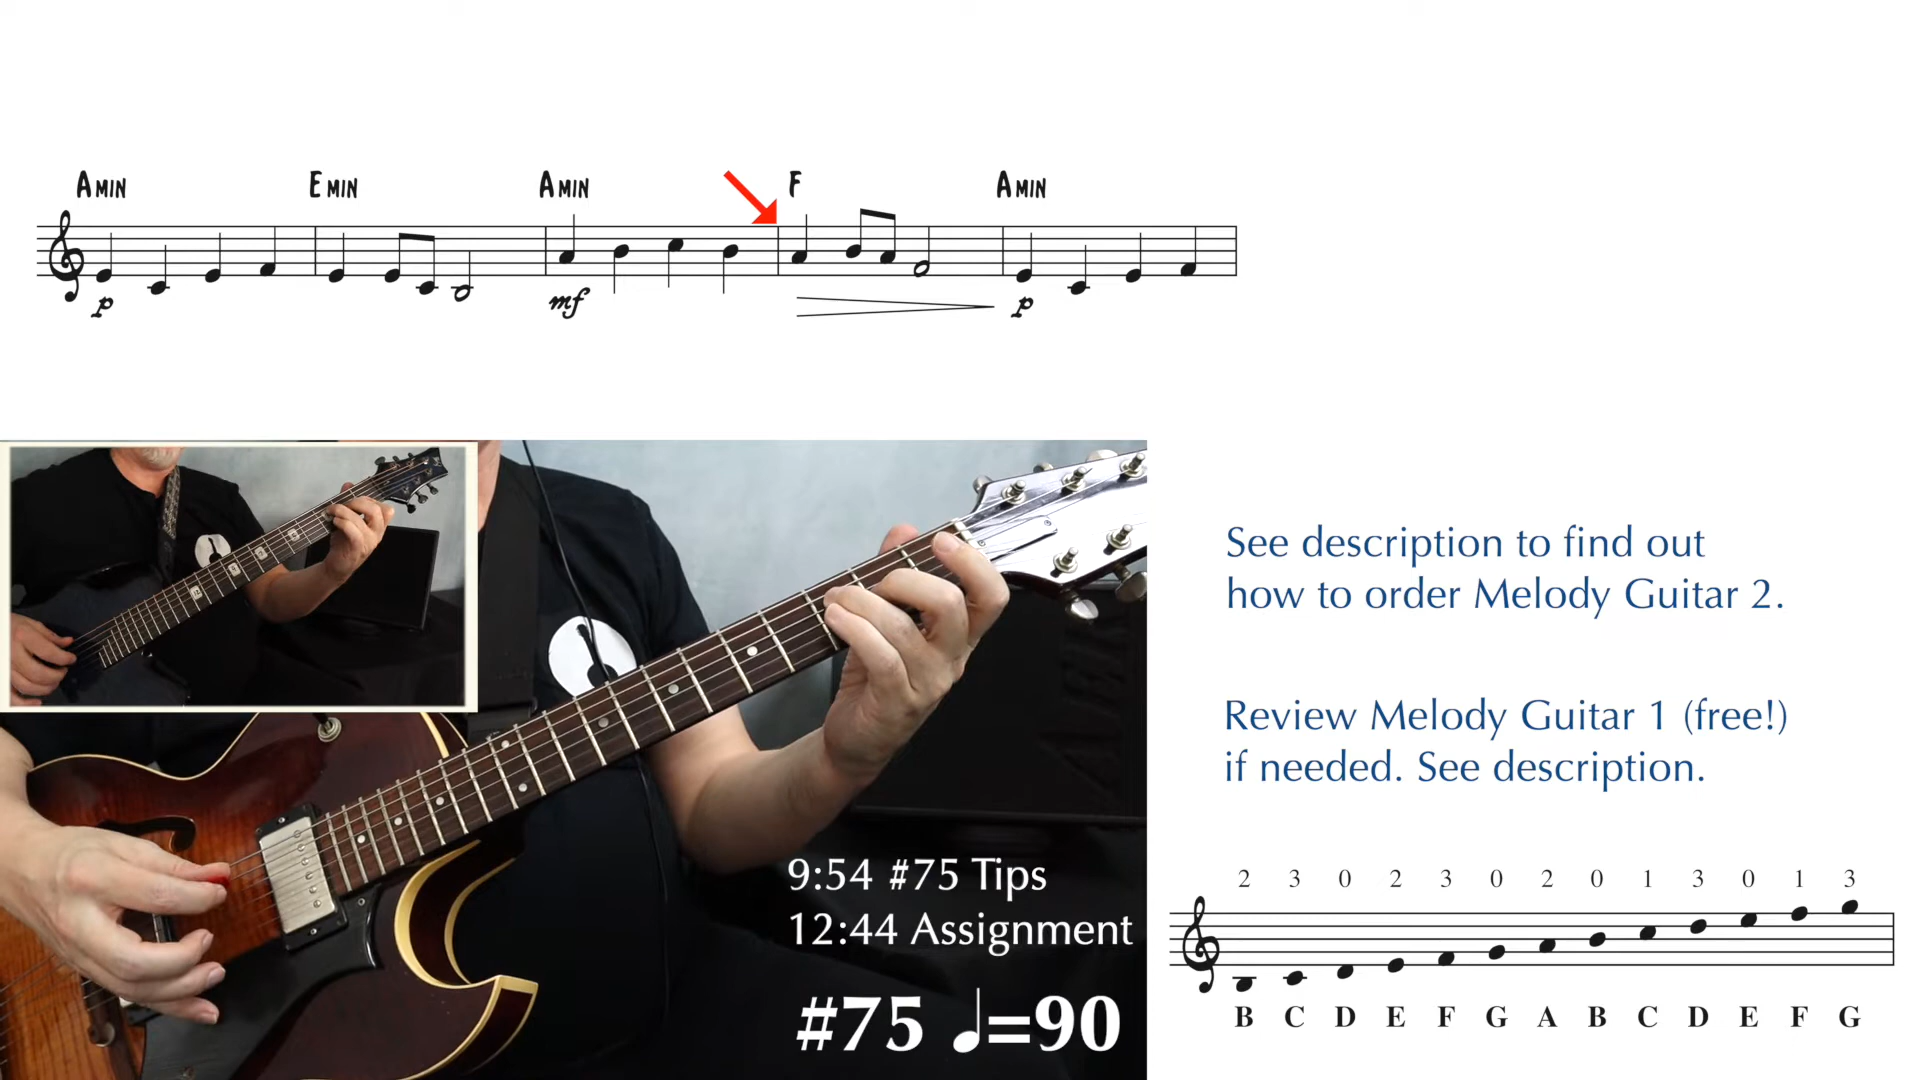 AMIN EMIN AMIN F AMIN
p mf p
See description to find out
how to order Melody Guitar 2.
Review Melody Guitar 1 (free!)
if needed. See description.
9:54 #75 Tips
12:44 Assignment
#75 ♩=90
2 3 0 2 3 0 2 0 1 3 0 1 3
B C D E F G A B C D E F G